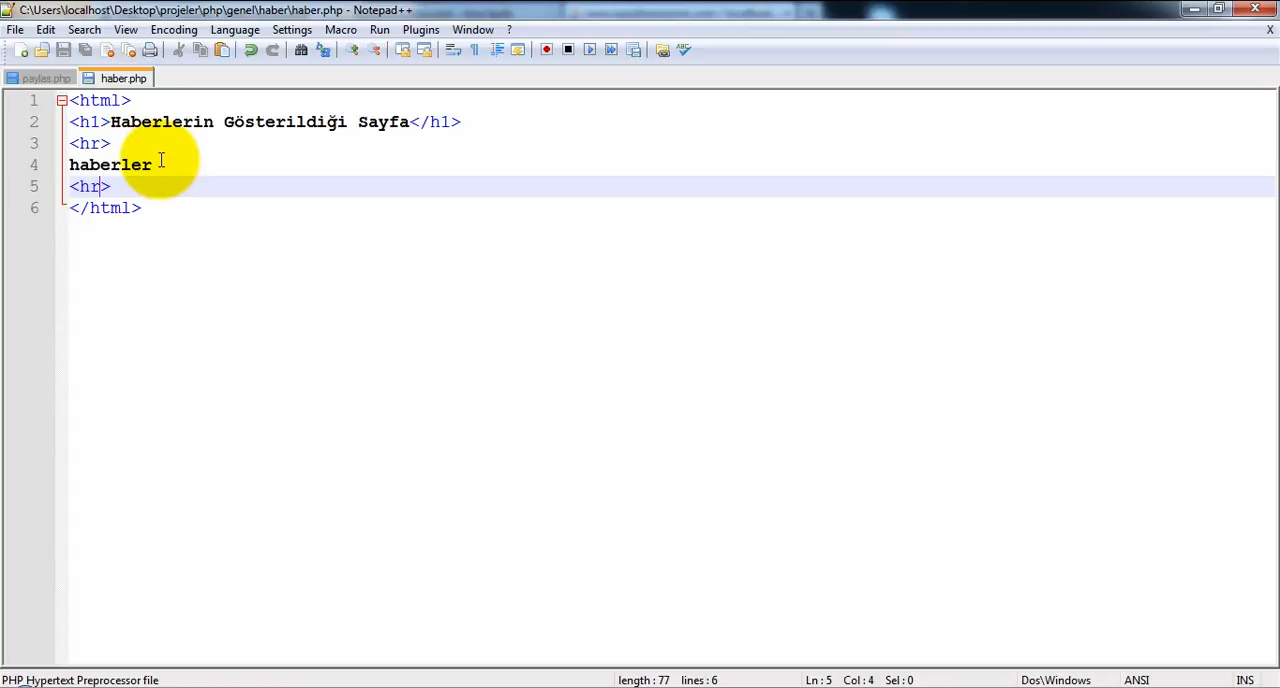 C:\Users\localhost\Desktop\projeler\php\genel\haber\haber.php - Notepad++
File Edit Search View Encoding Language Settings Macro Run Plugins Window ? X
paylas.php haber.php
1 <html>
2 <h1>Haberlerin Gösterildiği Sayfa</h1>
3 <hr>
4 haberler
5 <hr>
6 </html>
PHP Hypertext Preprocessor file length : 77 lines : 6 Ln : 5 Col : 4 Sel : 0 Dos\Windows ANSI INS